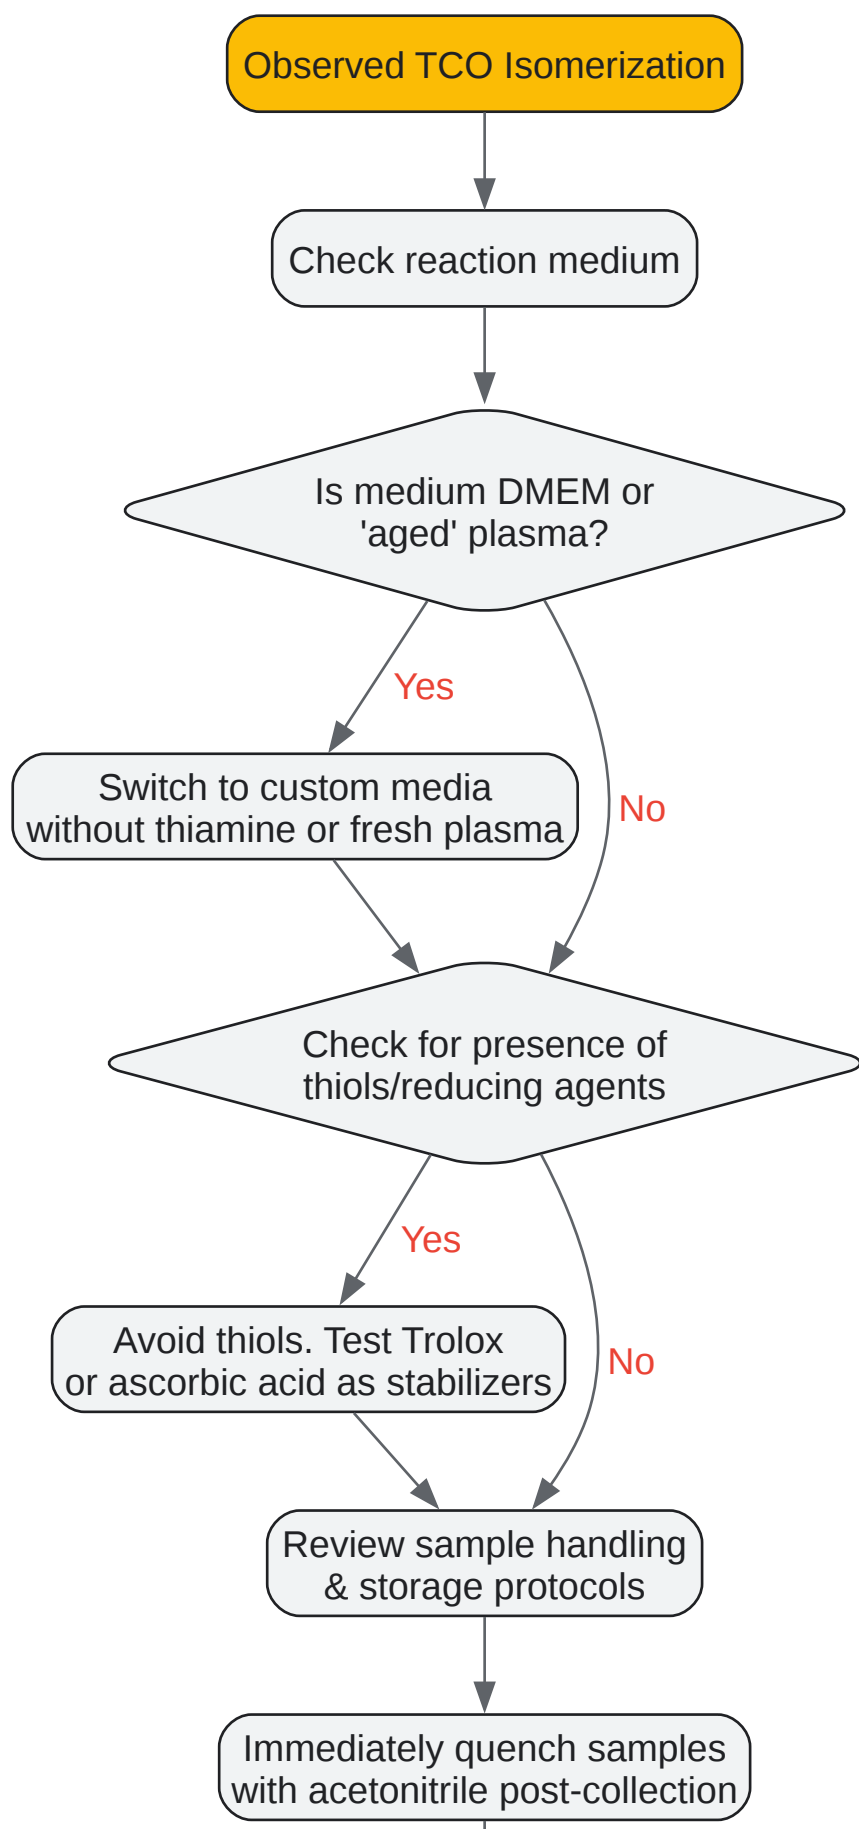 Observed TCO Isomerization
Check reaction medium
Is medium DMEM or
'aged' plasma?
Yes
Switch to custom media
without thiamine or fresh plasma
No
Check for presence of
thiols/reducing agents
Yes
Avoid thiols. Test Trolox
or ascorbic acid as stabilizers
No
Review sample handling
& storage protocols
Immediately quench samples
with acetonitrile post-collection